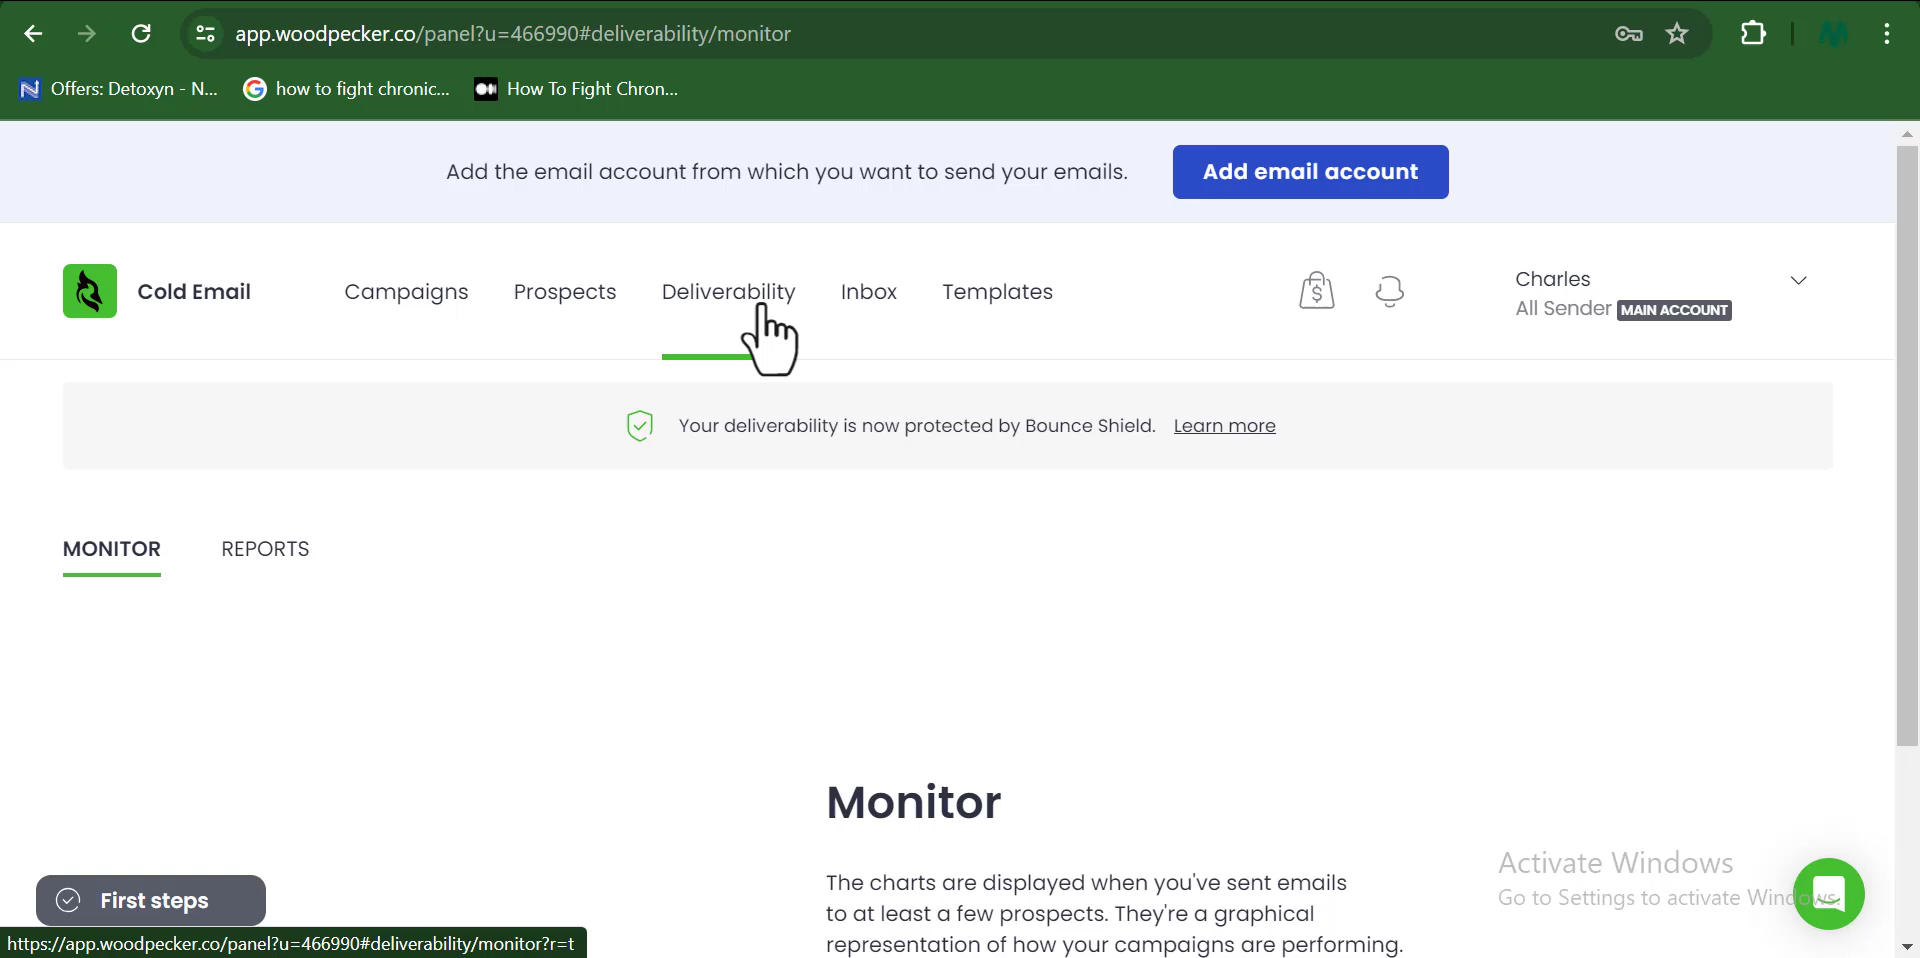 app.woodpecker.co/panel?u=466990#deliverability/monitor
Offers: Detoxyn - N... how to fight chronic... How To Fight Chron...
Add the email account from which you want to send your emails. Add email account
Cold Email Campaigns Prospects Deliverability Inbox Templates
Charles
All Sender MAIN ACCOUNT
Your deliverability is now protected by Bounce Shield. Learn more
MONITOR REPORTS
Monitor
The charts are displayed when you've sent emails
to at least a few prospects. They're a graphical
representation of how your campaigns are performing.
Activate Windows
Go to Settings to activate Windows.
First steps
https://app.woodpecker.co/panel?u=466990#deliverability/monitor?r=t